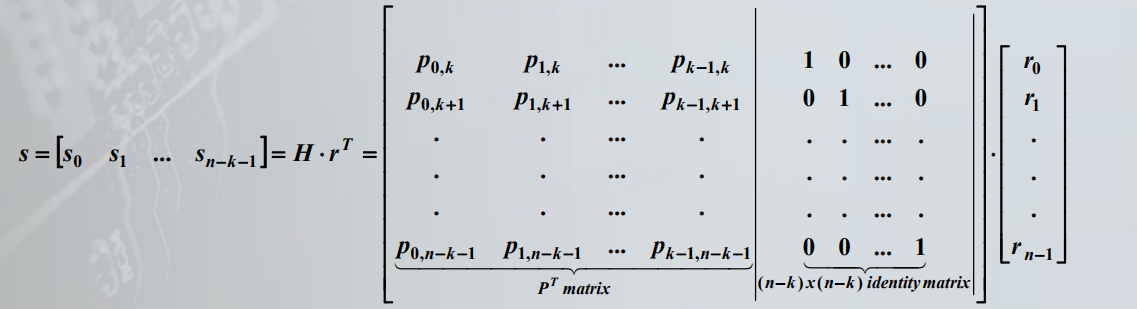 p0,k p1,k ... pk−1,k 1 0 ... 0 r0
p0,k+1 p1,k+1 ... pk−1,k+1 0 1 ... 0 r1
. . ... . . . ... . .
s = [s0 s1 ... sn−k−1] = H · r^T = ·
. . ... . . . ... . .
. . ... . . . ... . .
p0,n−k−1 p1,n−k−1 ... pk−1,n−k−1 0 0 ... 1 rn−1
P^T matrix (n−k)x(n−k) identity matrix